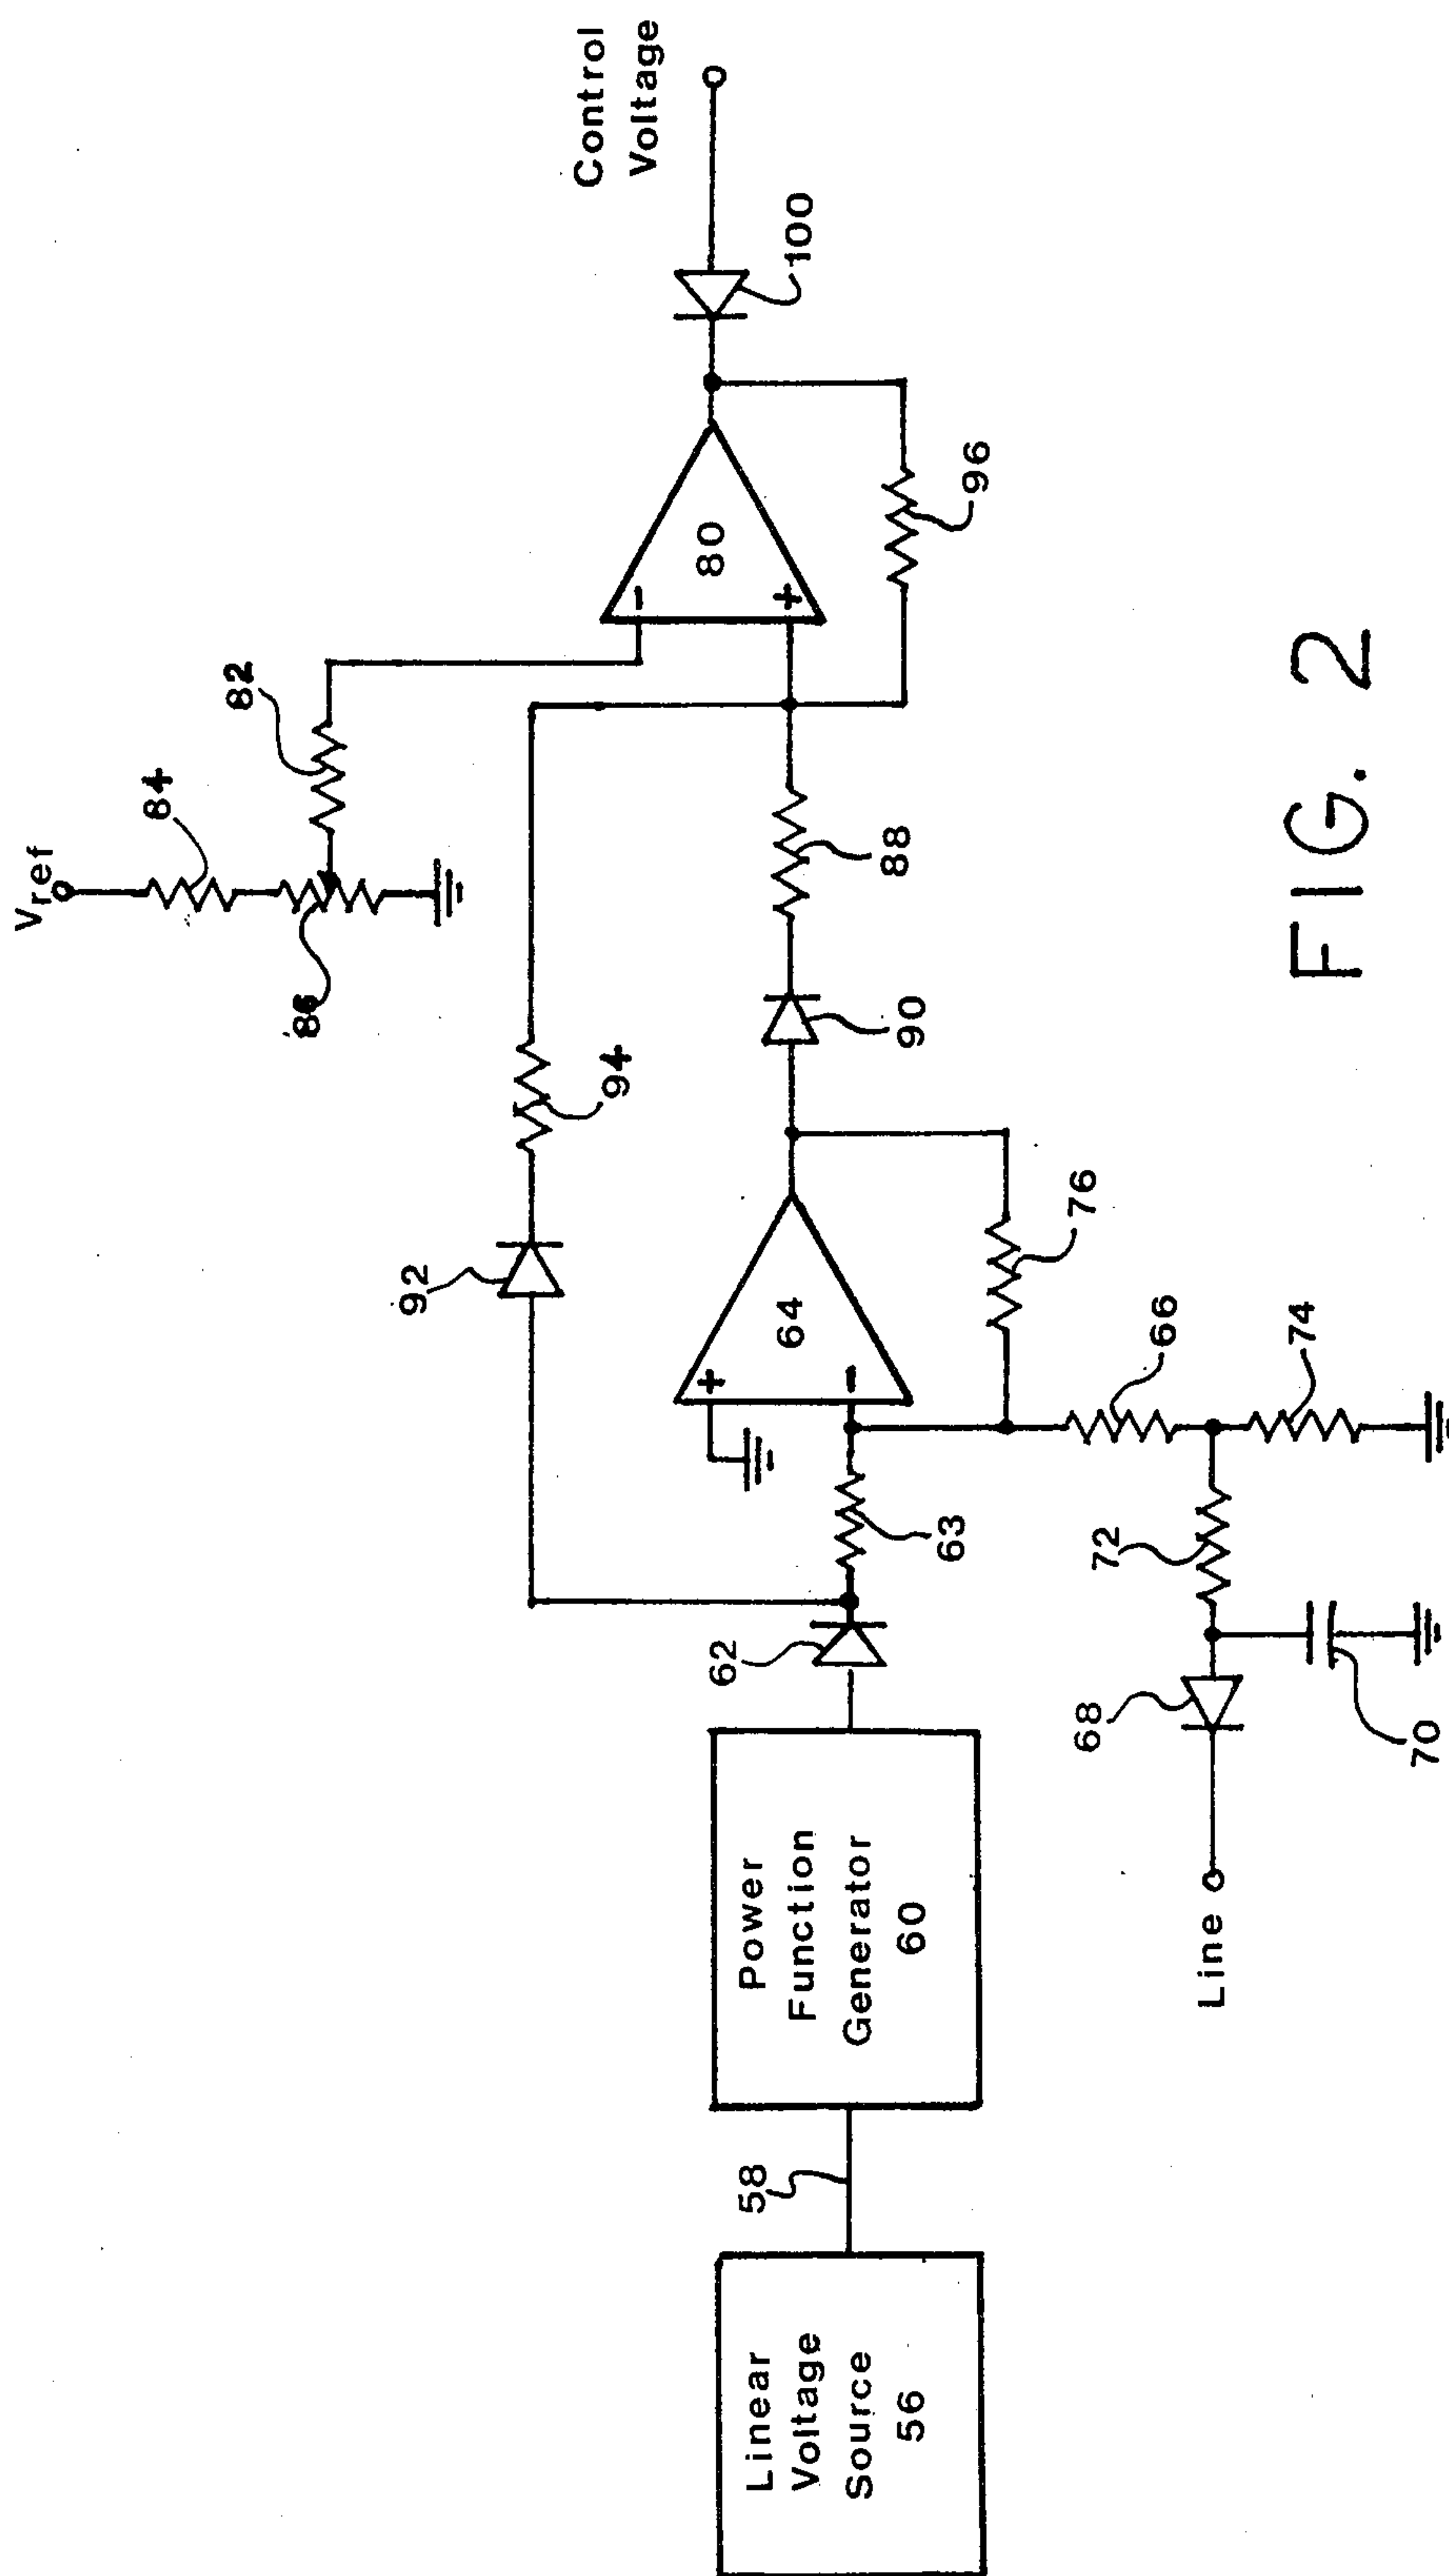 Linear
Voltage
Source
56
58
Power
Function
Generator
60
62
63
Line
68
70
72
66
74
64
76
92
94
90
88
Vref
84
86
82
80
96
100
Control
Voltage
+
-
-
+
FIG. 2